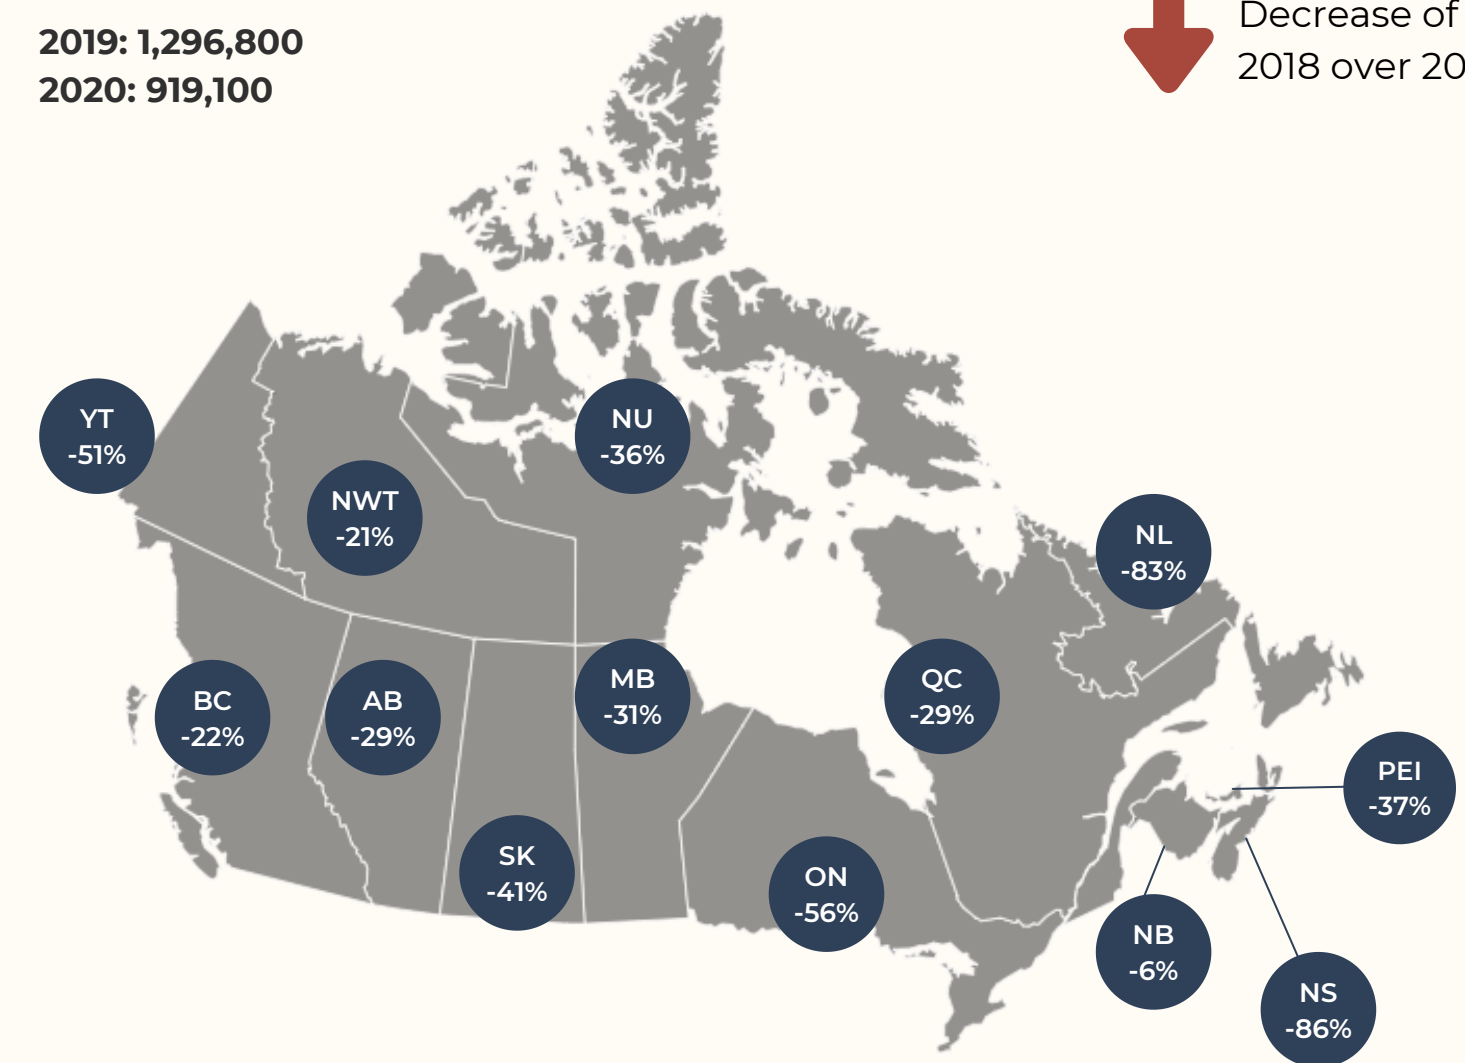 2019: 1,296,800
2020: 919,100
Decrease of
2018 over 20
YT
-51%
NU
-36%
NWT
-21%
NL
-83%
BC
-22%
AB
-29%
MB
-31%
QC
-29%
PEI
-37%
SK
-41%
ON
-56%
NB
-6%
NS
-86%